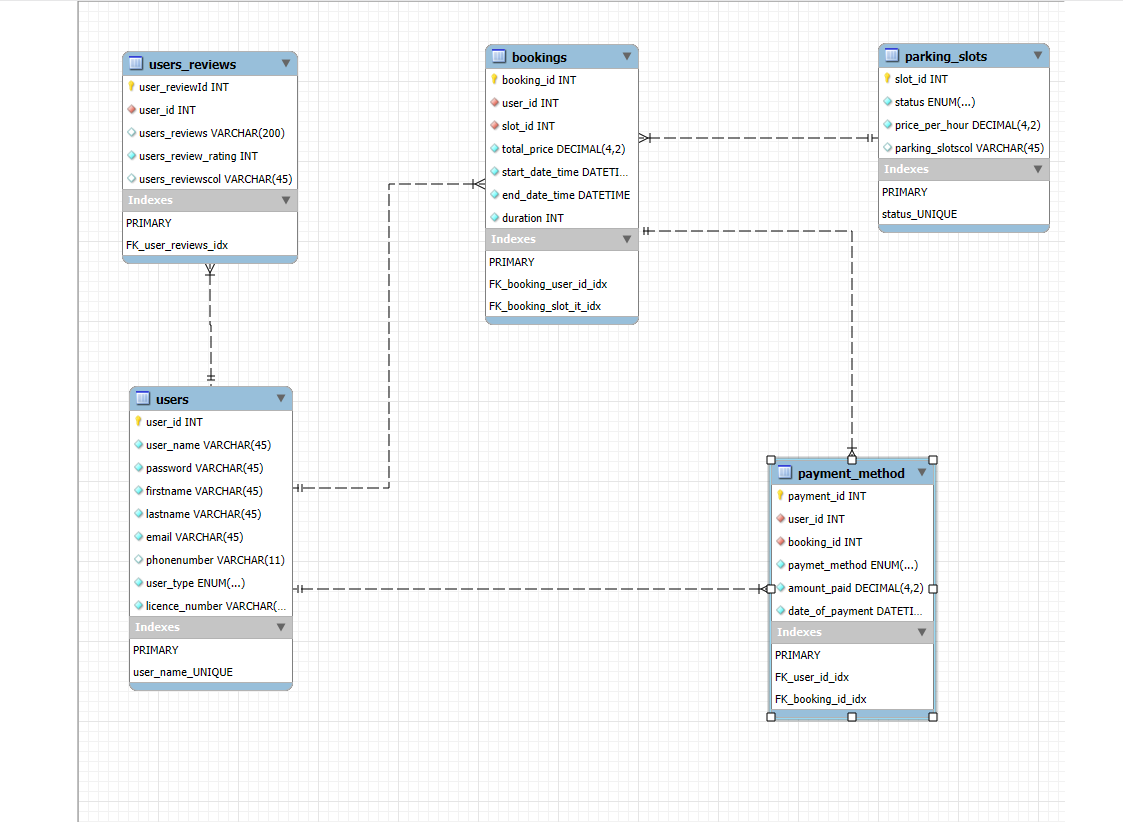 users_reviews
user_reviewId INT
user_id INT
users_reviews VARCHAR(200)
users_review_rating INT
users_reviewscol VARCHAR(45)
Indexes
PRIMARY
FK_user_reviews_idx
bookings
booking_id INT
user_id INT
slot_id INT
total_price DECIMAL(4,2)
start_date_time DATETI...
end_date_time DATETIME
duration INT
Indexes
PRIMARY
FK_booking_user_id_idx
FK_booking_slot_it_idx
parking_slots
slot_id INT
status ENUM(...)
price_per_hour DECIMAL(4,2)
parking_slotscol VARCHAR(45)
Indexes
PRIMARY
status_UNIQUE
users
user_id INT
user_name VARCHAR(45)
password VARCHAR(45)
firstname VARCHAR(45)
lastname VARCHAR(45)
email VARCHAR(45)
phonenumber VARCHAR(11)
user_type ENUM(...)
licence_number VARCHAR(...
Indexes
PRIMARY
user_name_UNIQUE
payment_method
payment_id INT
user_id INT
booking_id INT
paymet_method ENUM(...)
amount_paid DECIMAL(4,2)
date_of_payment DATETI...
Indexes
PRIMARY
FK_user_id_idx
FK_booking_id_idx